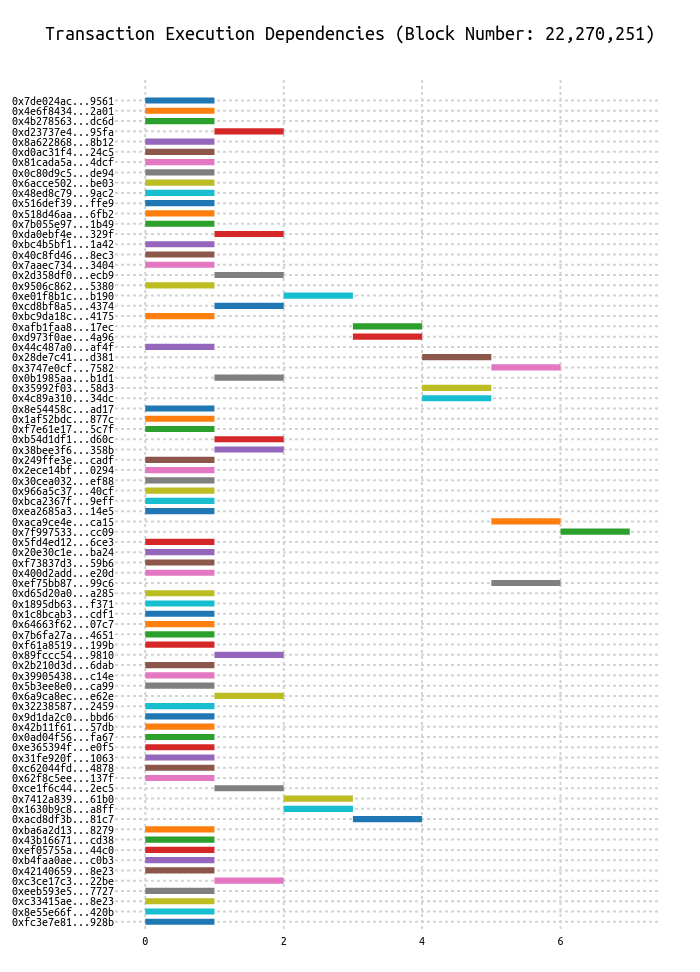 Transaction Execution Dependencies (Block Number: 22,270,251)
0x7de024ac...9561
0x4e6f8434...2a01
0x4b278563...dc6d
0xd23737e4...95fa
0x8a622868...8b12
0xd0ac31f4...24c5
0x81cada5a...4dcf
0x0c80d9c5...de94
0x6acce502...be03
0x48ed8c79...9ac2
0x516def39...ffe9
0x518d46aa...6fb2
0x7b055e97...1b49
0xda0ebf4e...329f
0xbc4b5bf1...1a42
0x40c8fd46...8ec3
0x7aaec734...3404
0x2d358df0...ecb9
0x9506c862...5380
0xe01f8b1c...b190
0xcd8bf8a5...4374
0xbc9da18c...4175
0xafb1faa8...17ec
0xd973f0ae...4a96
0x44c487a0...af4f
0x28de7c41...d381
0x3747e0cf...7582
0x0b1985aa...b1d1
0x35992f03...58d3
0x4c89a310...34dc
0x8e54458c...ad17
0x1af52bdc...877c
0xf7e61e17...5c7f
0xb54d1df1...d60c
0x38bee3f6...358b
0x249ffe3e...cadf
0x2ece14bf...0294
0x30cea032...ef88
0x966a5c37...40cf
0xbca2367f...9eff
0xea2685a3...14e5
0xaca9ce4e...ca15
0x7f997533...cc09
0x5fd4ed12...6ce3
0x20e30c1e...ba24
0xf73837d3...59b6
0x400d2add...e20d
0xef75bb87...99c6
0xd65d20a0...a285
0x1895db63...f371
0x1c8bcab3...cdf1
0x64663f62...07c7
0x7b6fa27a...4651
0xf61a8519...199b
0x89fccc54...9810
0x2b210d3d...6dab
0x39905438...c14e
0x5b3ee8e0...ca99
0x6a9ca8ec...e62e
0x32238587...2459
0x9d1da2c0...bbd6
0x42b11f61...57db
0x0ad04f56...fa67
0xe365394f...e0f5
0x31fe920f...1063
0xc62044fd...4878
0x62f8c5ee...137f
0xce1f6c44...2ec5
0x7412a839...61b0
0x1630b9c8...a8ff
0xacd8df3b...81c7
0xba6a2d13...8279
0x43b16671...cd38
0xef05755a...44c0
0xb4faa0ae...c0b3
0x42140659...8e23
0xc3ce17c3...22be
0xeeb593e5...7727
0xc33415ae...8e23
0x8e55e66f...420b
0xfc3e7e81...928b
0 2 4 6